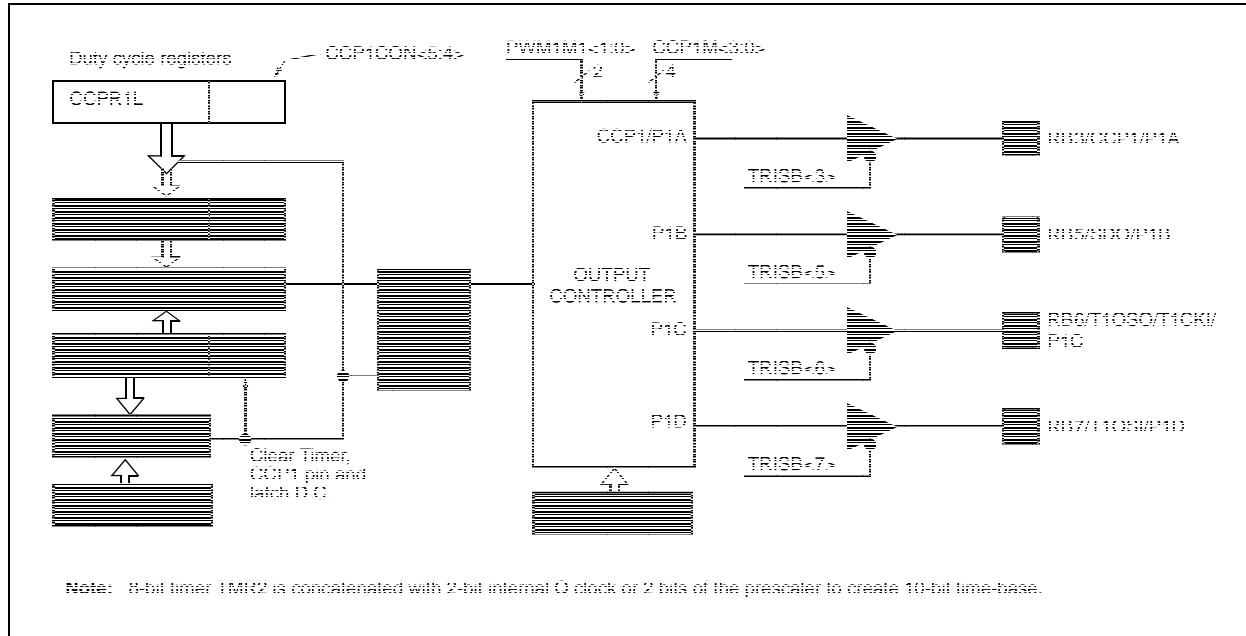 Duty cycle registers
CCP1CON<5:4>
PWM1M1<1:0>
CCP1M<3:0>
2
4
CCPR1L
CCP1/P1A
RB3/CCP1/P1A
TRISB<3>
P1B
RB5/SDO/P1B
TRISB<5>
OUTPUT
CONTROLLER
P1C
RB6/T1OSO/T1CKI/
P1C
TRISB<6>
P1D
RB7/T1OSI/P1D
TRISB<7>
Clear Timer,
CCP1 pin and
latch D.C.
Note: 8-bit timer TMR2 is concatenated with 2-bit internal Q clock or 2 bits of the prescaler to create 10-bit time-base.